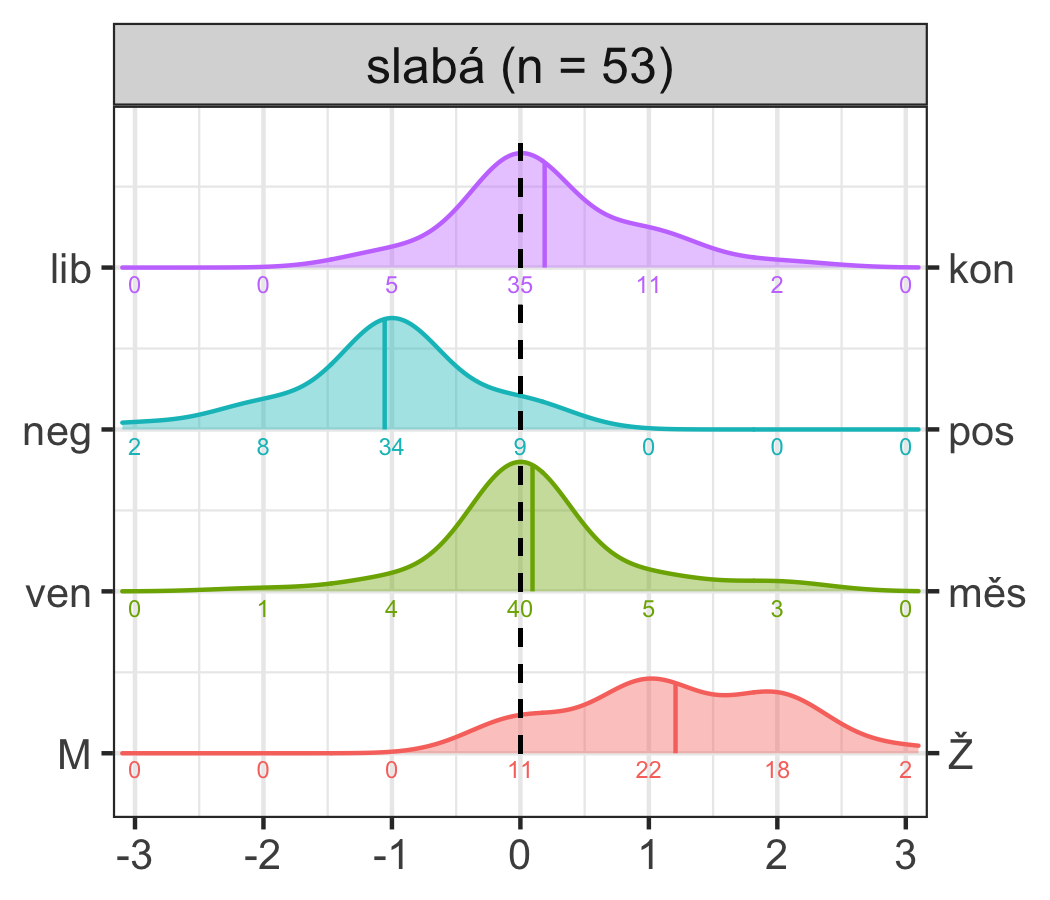 slabá (n = 53)
lib kon
0 0 5 35 11 2 0
neg pos
2 8 34 9 0 0 0
ven měs
0 1 4 40 5 3 0
M Ž
0 0 0 11 22 18 2
-3 -2 -1 0 1 2 3